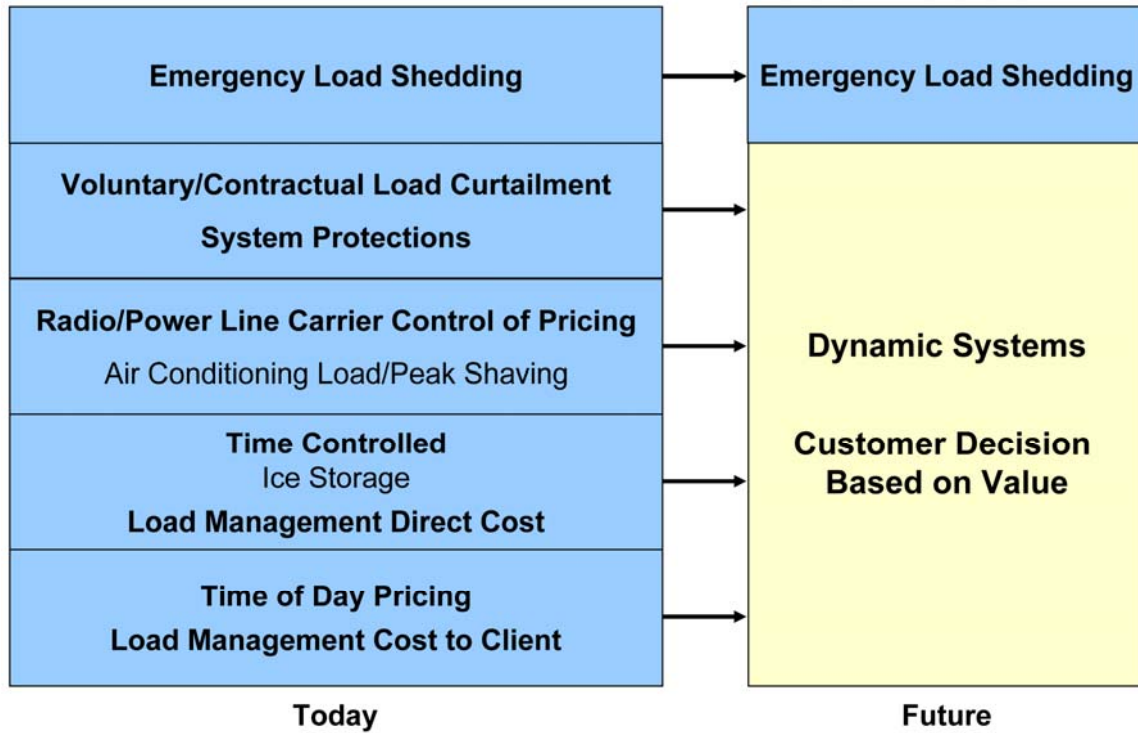 Emergency Load Shedding
Voluntary/Contractual Load Curtailment
System Protections
Radio/Power Line Carrier Control of Pricing
Air Conditioning Load/Peak Shaving
Time Controlled
Ice Storage
Load Management Direct Cost
Time of Day Pricing
Load Management Cost to Client
Today
Emergency Load Shedding
Dynamic Systems
Customer Decision
Based on Value
Future